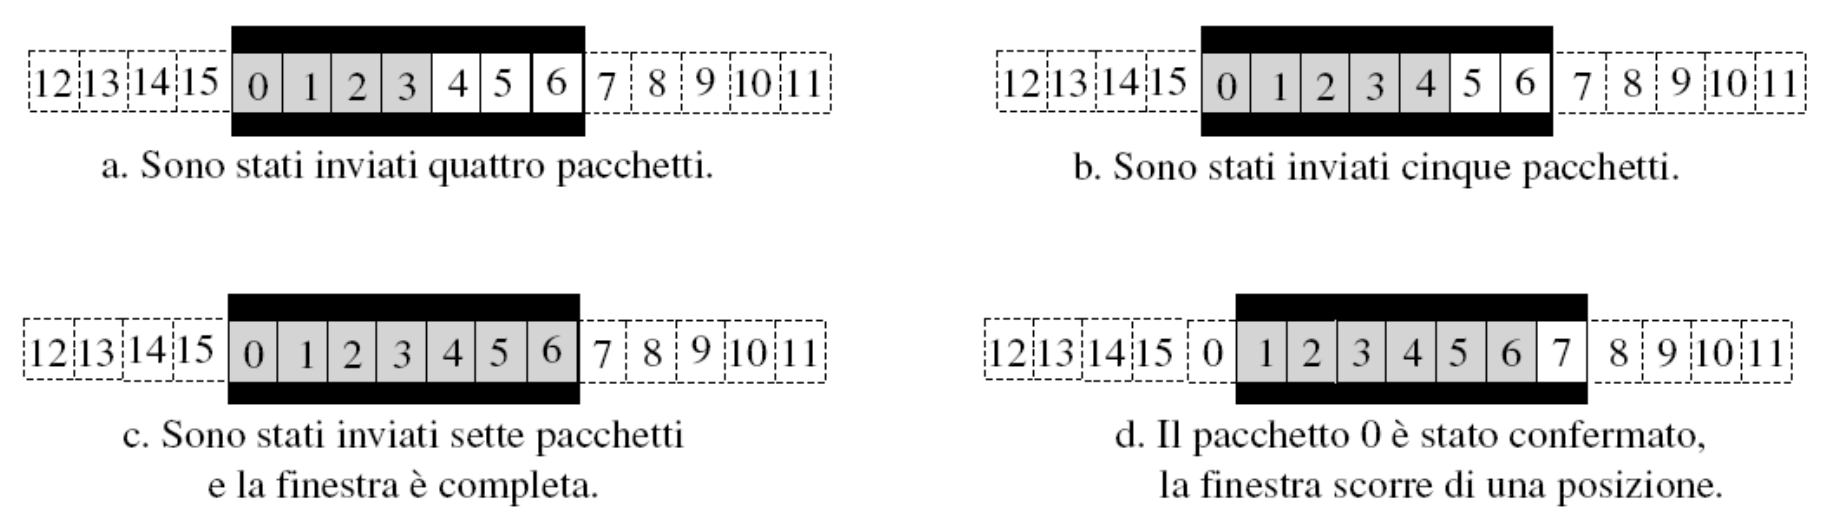 12 13 14 15 0 1 2 3 4 5 6 7 8 9 10 11
a. Sono stati inviati quattro pacchetti.
12 13 14 15 0 1 2 3 4 5 6 7 8 9 10 11
b. Sono stati inviati cinque pacchetti.
12 13 14 15 0 1 2 3 4 5 6 7 8 9 10 11
c. Sono stati inviati sette pacchetti
e la finestra è completa.
12 13 14 15 0 1 2 3 4 5 6 7 8 9 10 11
d. Il pacchetto 0 è stato confermato,
la finestra scorre di una posizione.